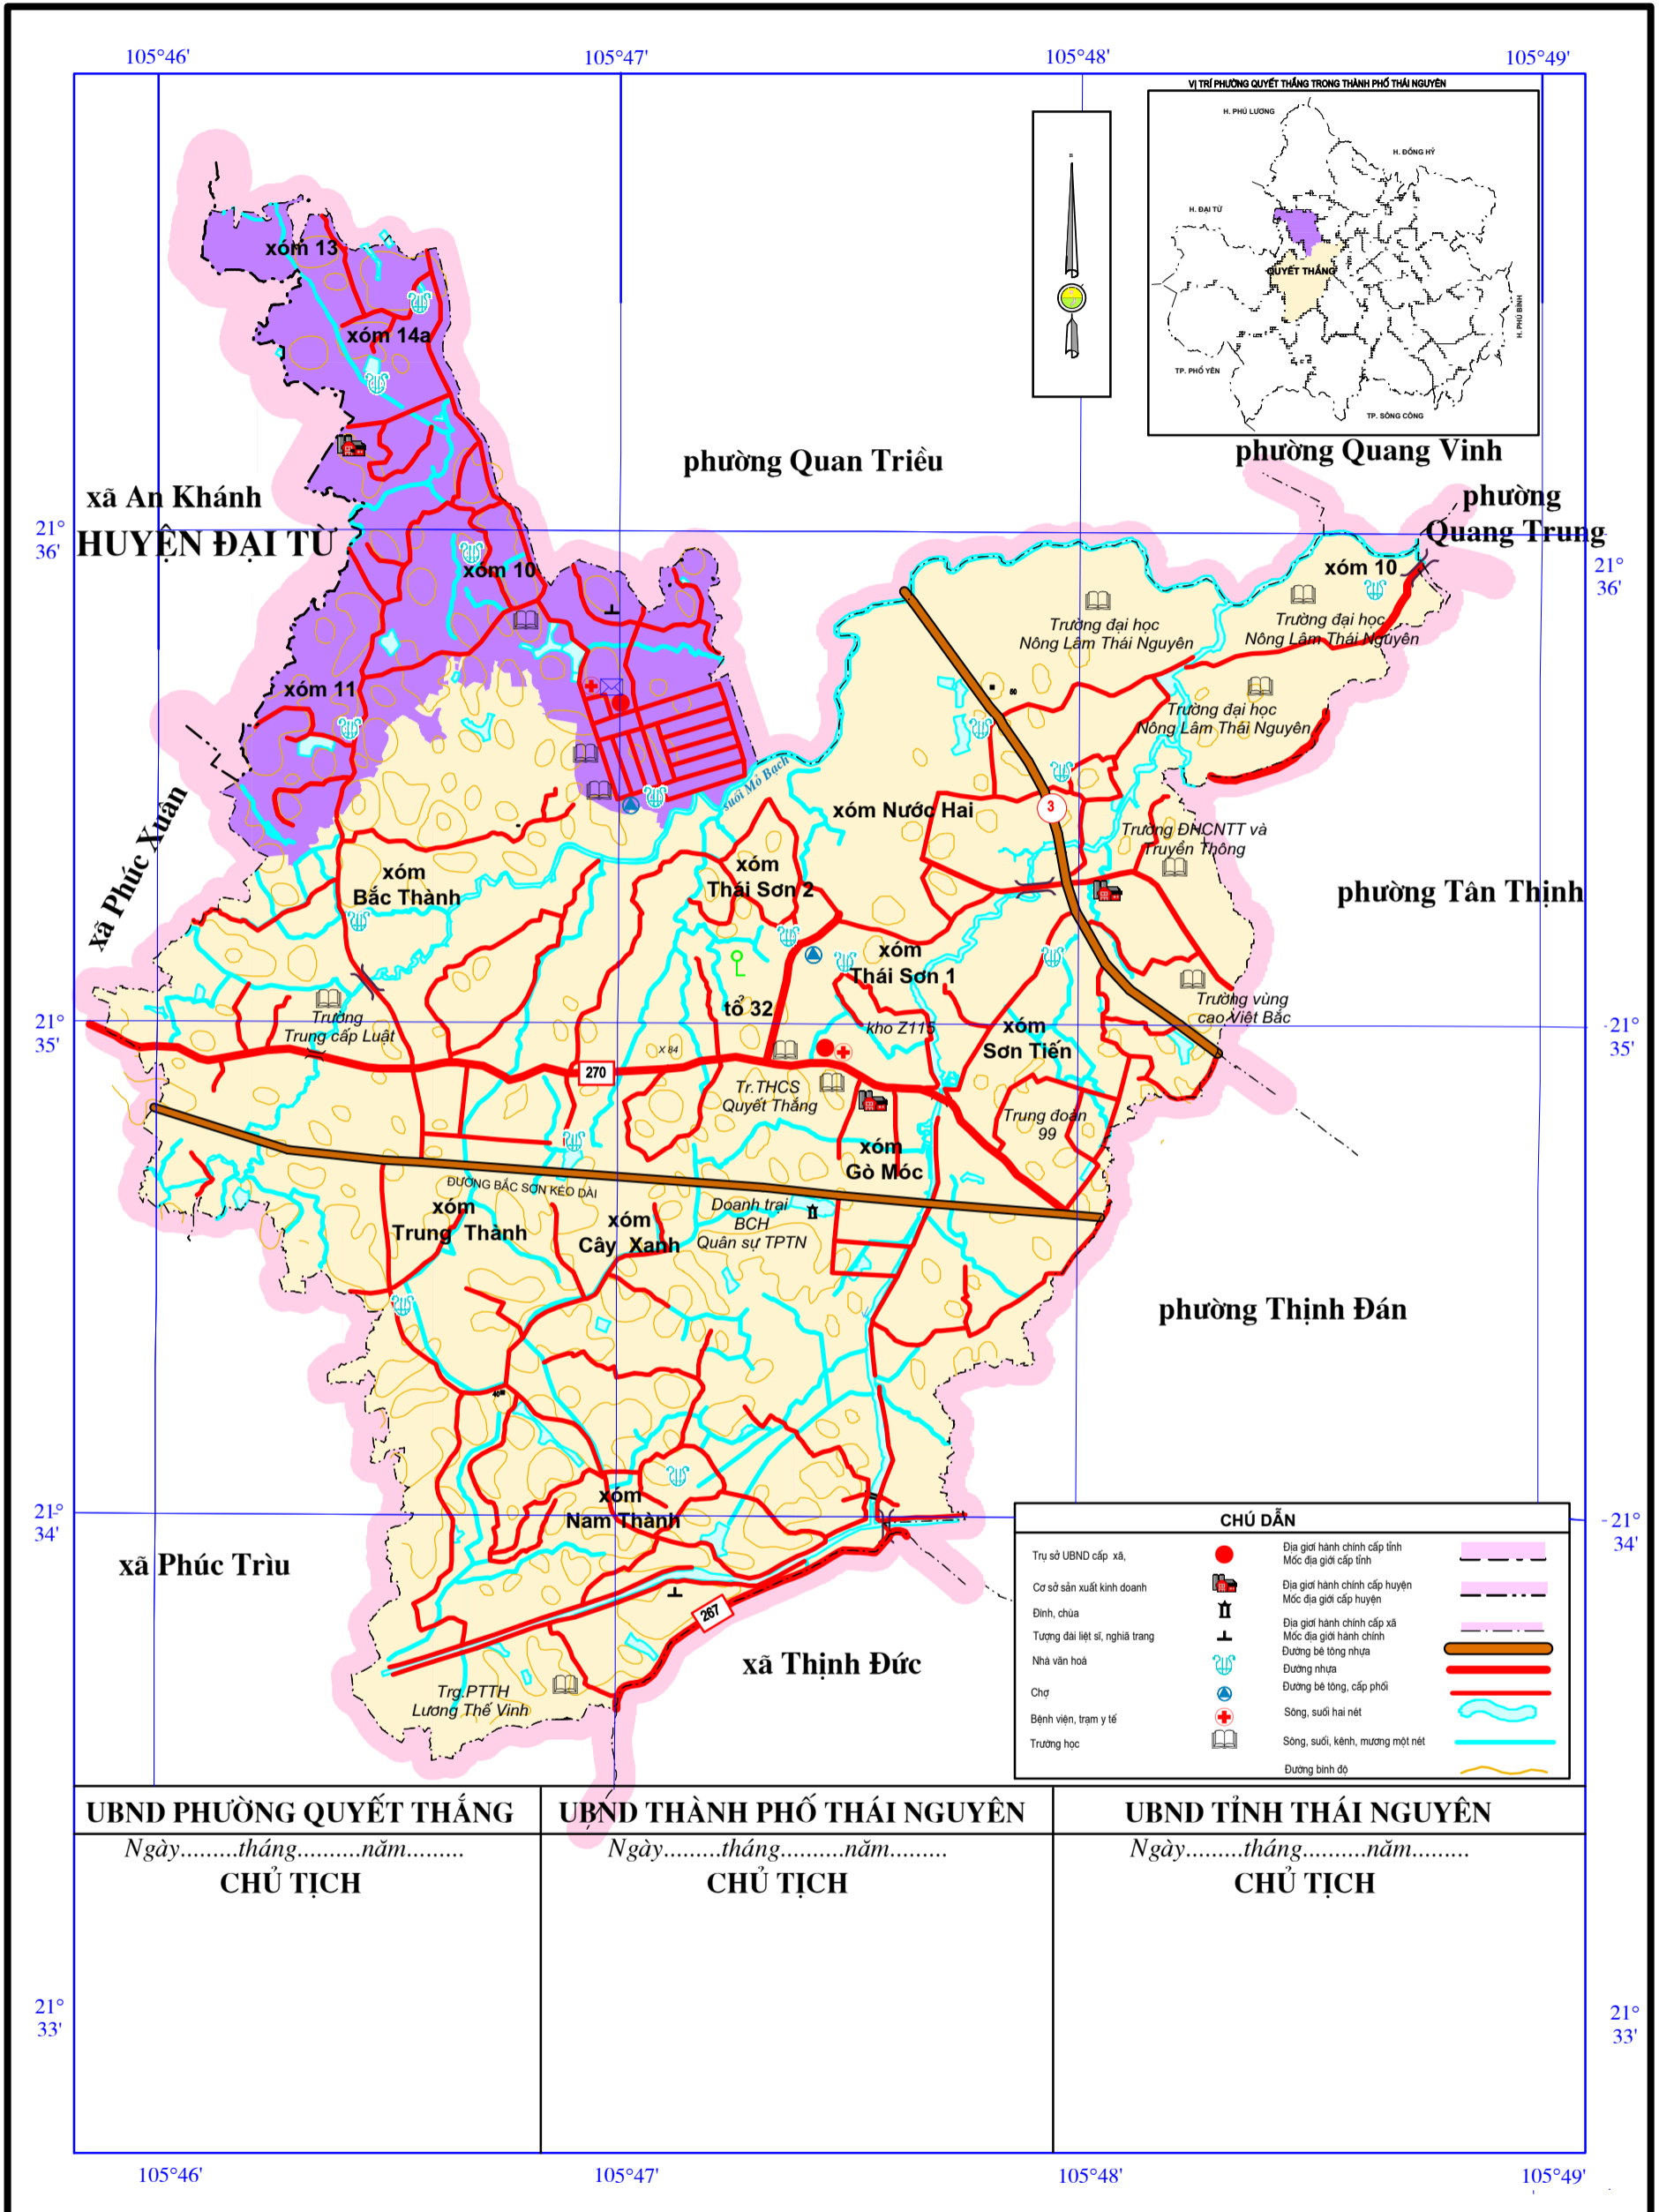 105°46'
105°47'
105°48'
105°49'
VỊ TRÍ PHƯỜNG QUYẾT THẮNG TRONG THÀNH PHỐ THÁI NGUYÊN
H. PHÚ LƯƠNG
H. ĐỒNG HỶ
H. ĐẠI TỪ
QUYẾT THẮNG
H. PHÚ BÌNH
TP. PHỔ YÊN
TP. SÔNG CÔNG
xóm 13
xóm 14a
phường Quan Triều
phường Quang Vinh
xã An Khánh
HUYỆN ĐẠI TỪ
phường
Quang Trung
21°
36'
21°
36'
xóm 10
xóm 10
Trường đại học
Nông Lâm Thái Nguyên
Trường đại học
Nông Lâm Thái Nguyên
xóm 11
Trường đại học
Nông Lâm Thái Nguyên
suối Mỏ Bạch
xóm Nước Hai
3
xã Phúc Xuân
Trường ĐHCNTT và
Truyền Thông
xóm
Bắc Thành
xóm
Thái Sơn 2
phường Tân Thịnh
xóm
Thái Sơn 1
tổ 32
Trường vùng
cao Việt Bắc
Trường
Trung cấp Luật
kho Z115
xóm
Sơn Tiến
21°
35'
21°
35'
X 84
270
Tr.THCS
Quyết Thắng
Trung đoàn
99
xóm
Gò Móc
ĐƯỜNG BẮC SƠN KÉO DÀI
xóm
Trung Thành
xóm
Cây Xanh
Doanh trại
BCH
Quân sự TPTN
phường Thịnh Đán
xóm
Nam Thành
21°
34'
21°
34'
xã Phúc Trìu
267
xã Thịnh Đức
Trg.PTTH
Lương Thế Vinh
CHÚ DẪN
Trụ sở UBND cấp xã,
Cơ sở sản xuất kinh doanh
Đình, chùa
Tượng đài liệt sĩ, nghĩa trang
Nhà văn hoá
Chợ
Bệnh viện, trạm y tế
Trường học
Địa giới hành chính cấp tỉnh
Mốc địa giới cấp tỉnh
Địa giới hành chính cấp huyện
Mốc địa giới cấp huyện
Địa giới hành chính cấp xã
Mốc địa giới hành chính
Đường bê tông nhựa
Đường nhựa
Đường bê tông, cấp phối
Sông, suối hai nét
Sông, suối, kênh, mương một nét
Đường bình độ
UBND PHƯỜNG QUYẾT THẮNG
UBND THÀNH PHỐ THÁI NGUYÊN
UBND TỈNH THÁI NGUYÊN
Ngày.........tháng..........năm.........
Ngày.........tháng..........năm.........
Ngày.........tháng..........năm.........
CHỦ TỊCH
CHỦ TỊCH
CHỦ TỊCH
21°
33'
21°
33'
105°46'
105°47'
105°48'
105°49'